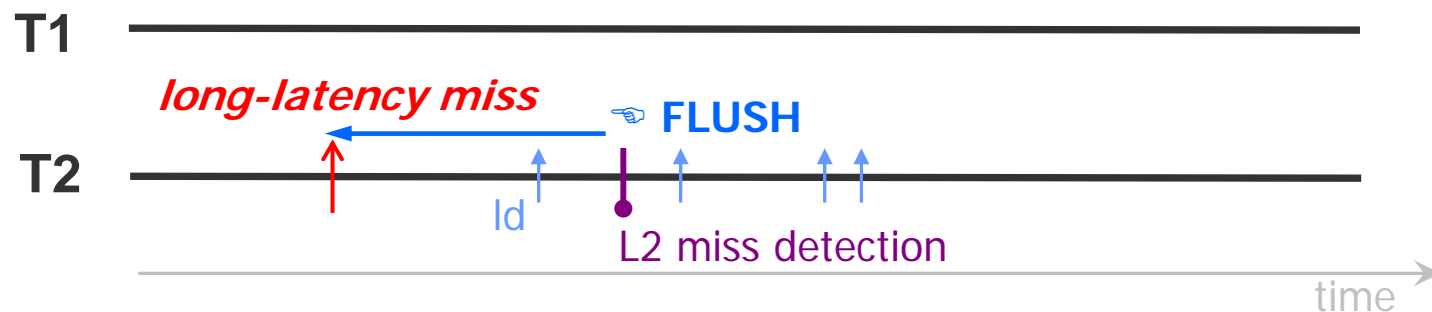 T1
long-latency miss
☜ FLUSH
T2
ld
L2 miss detection
time